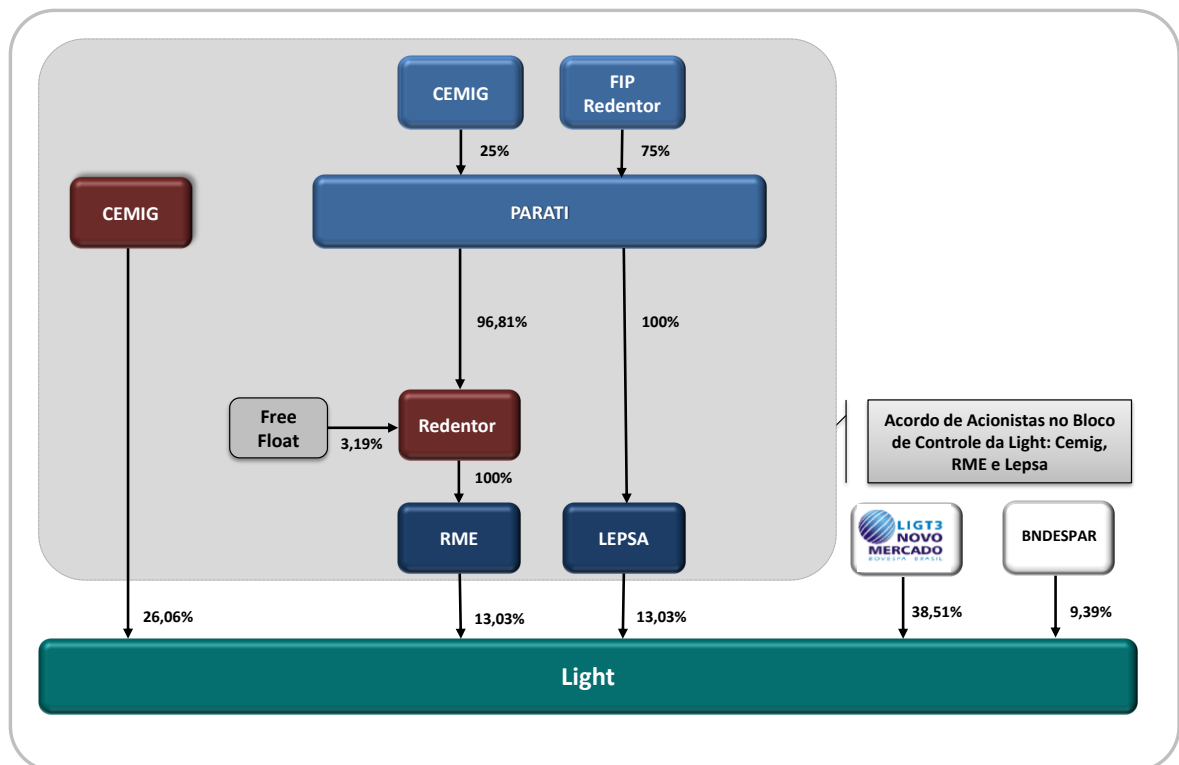 CEMIG
FIP
Redentor
25%
75%
CEMIG
PARATI
96,81%
100%
Free
Float
3,19%
Redentor
Acordo de Acionistas no Bloco
de Controle da Light: Cemig,
RME e Lepsa
100%
RME
LEPSA
LIGT3
NOVO
MERCADO
BOVESPA BRASIL
BNDESPAR
26,06%
13,03%
13,03%
38,51%
9,39%
Light